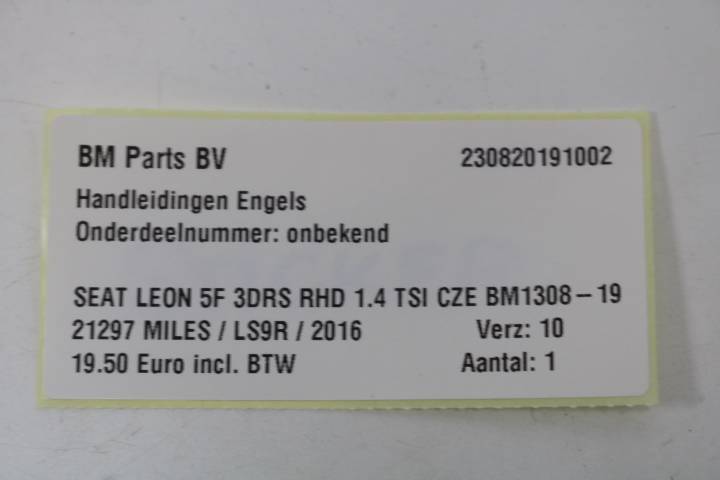 BM Parts BV 230820191002
Handleidingen Engels
Onderdeelnummer: onbekend
SEAT LEON 5F 3DRS RHD 1.4 TSI CZE BM1308-19
21297 MILES / LS9R / 2016 Verz: 10
19.50 Euro incl. BTW Aantal: 1